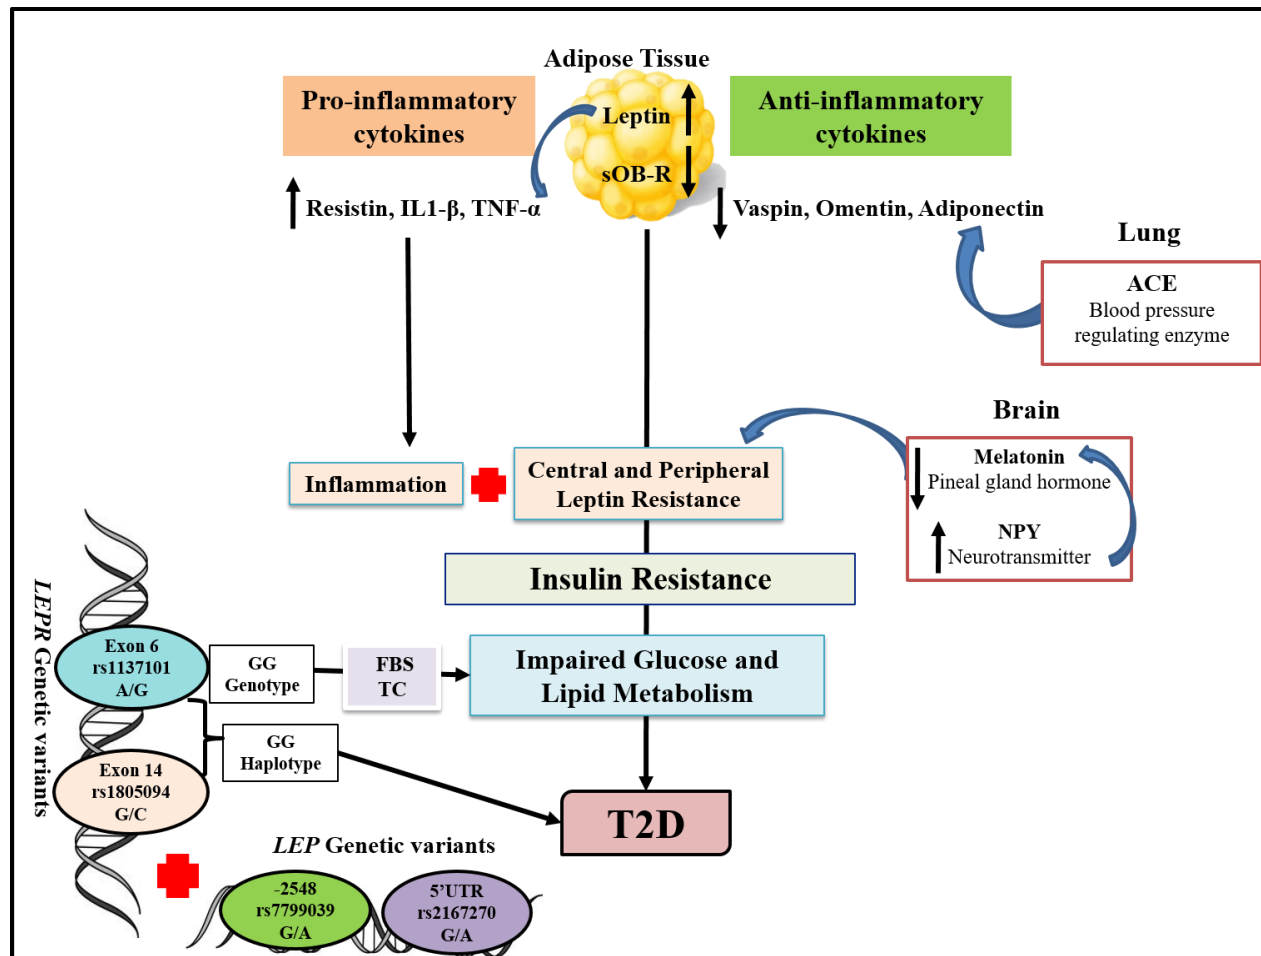 Adipose Tissue
Pro-inflammatory
cytokines
Leptin
sOB-R
Anti-inflammatory
cytokines
Resistin, IL1-β, TNF-α
Vaspin, Omentin, Adiponectin
Lung
ACE
Blood pressure
regulating enzyme
Brain
Melatonin
Pineal gland hormone
NPY
Neurotransmitter
Inflammation
Central and Peripheral
Leptin Resistance
Insulin Resistance
LEPR Genetic variants
Exon 6
rs1137101
A/G
GG
Genotype
FBS
TC
Impaired Glucose and
Lipid Metabolism
GG
Haplotype
Exon 14
rs1805094
G/C
T2D
LEP Genetic variants
-2548
rs7799039
G/A
5’UTR
rs2167270
G/A